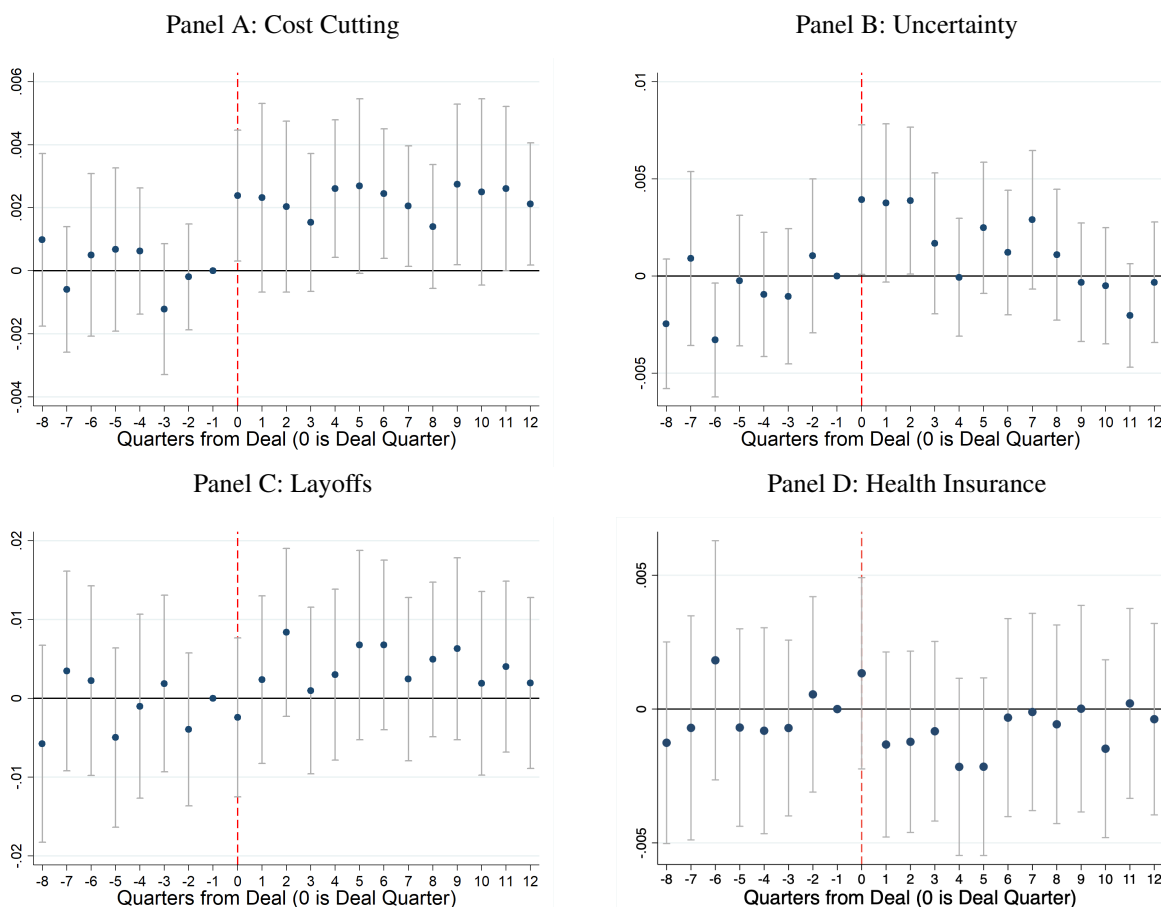 Panel A: Cost Cutting
.006
.004
.002
0
-.002
-.004
-8 -7 -6 -5 -4 -3 -2 -1 0 1 2 3 4 5 6 7 8 9 10 11 12
Quarters from Deal (0 is Deal Quarter)
Panel B: Uncertainty
.01
.005
0
-.005
-8 -7 -6 -5 -4 -3 -2 -1 0 1 2 3 4 5 6 7 8 9 10 11 12
Quarters from Deal (0 is Deal Quarter)
Panel C: Layoffs
.02
.01
0
-.01
-.02
-8 -7 -6 -5 -4 -3 -2 -1 0 1 2 3 4 5 6 7 8 9 10 11 12
Quarters from Deal (0 is Deal Quarter)
Panel D: Health Insurance
.005
0
-.005
-8 -7 -6 -5 -4 -3 -2 -1 0 1 2 3 4 5 6 7 8 9 10 11 12
Quarters from Deal (0 is Deal Quarter)